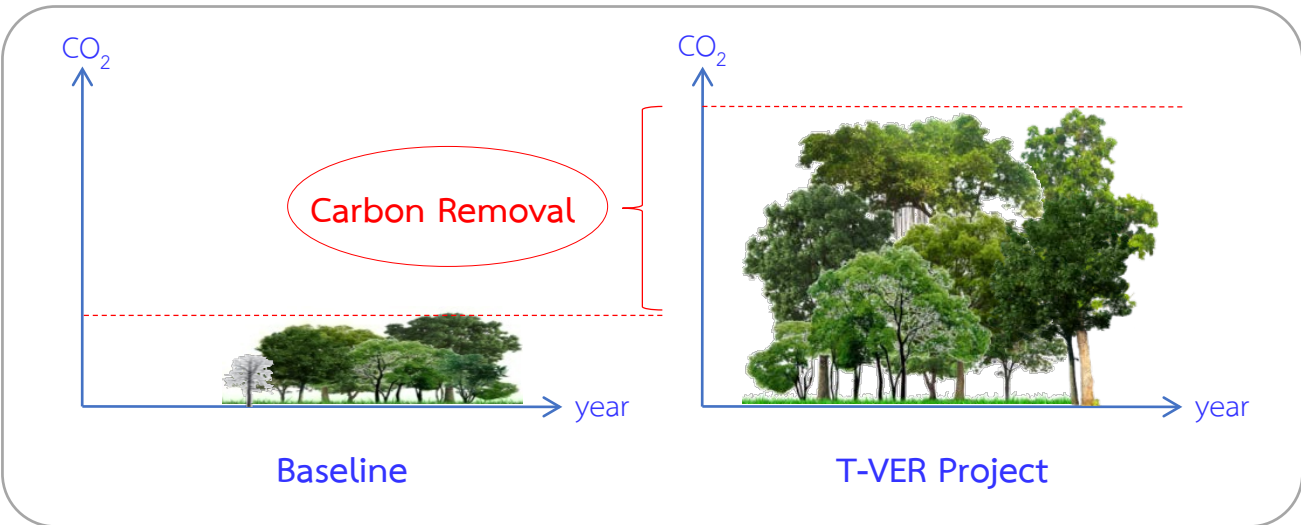 CO₂
CO₂
Carbon Removal
year
year
Baseline
T-VER Project